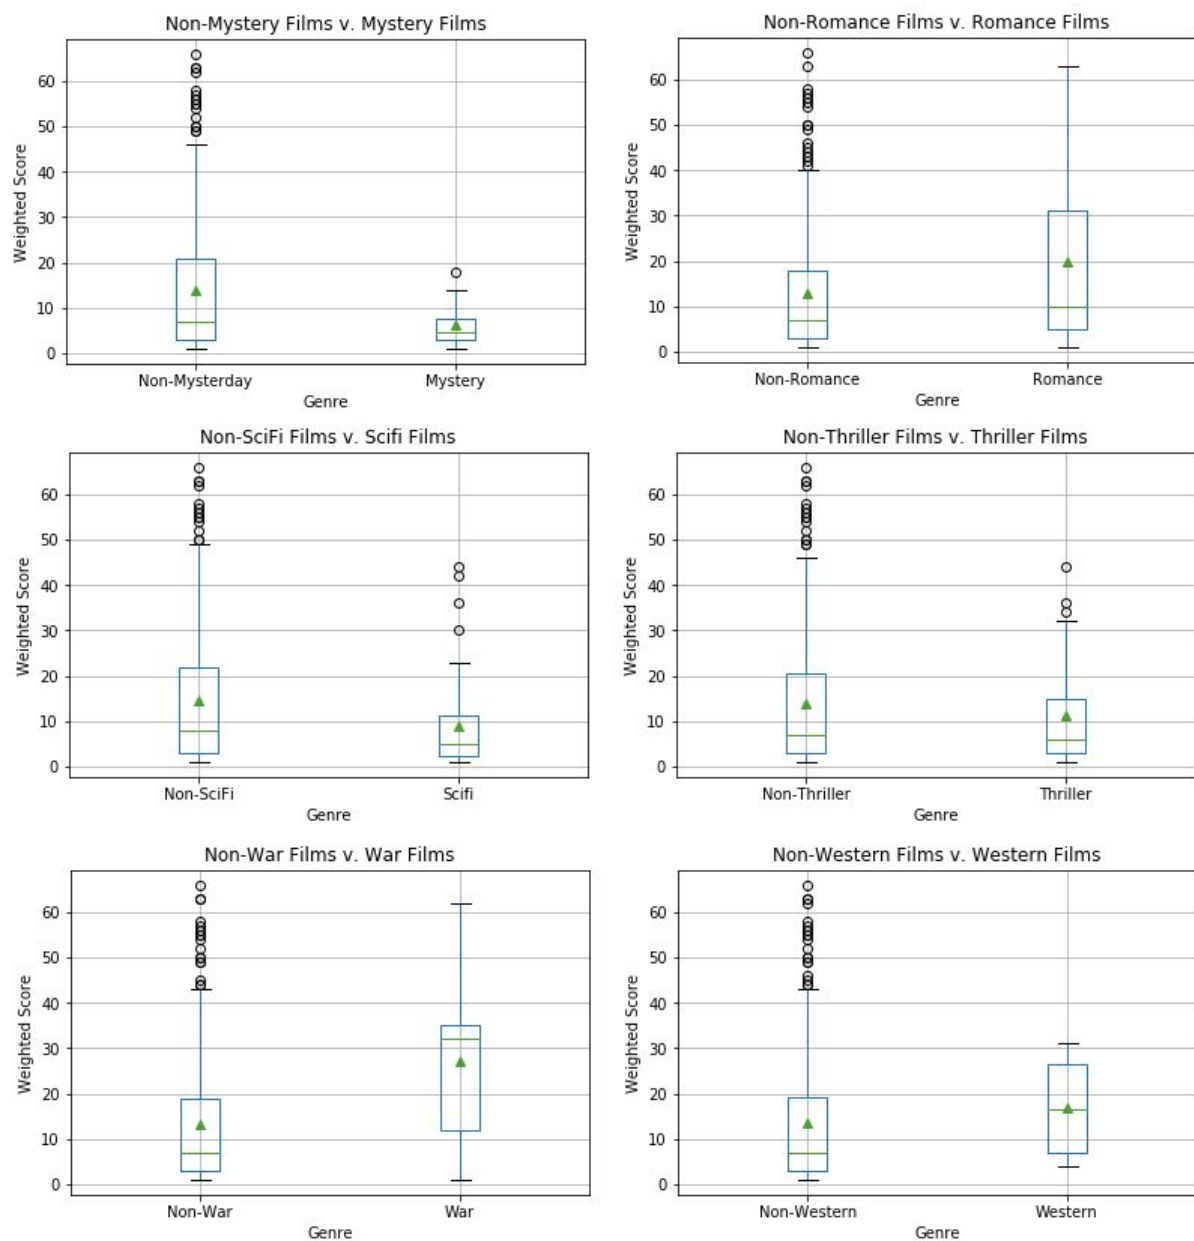 Non-Mystery Films v. Mystery Films
60
50
40
30
20
10
0
Weighted Score
Non-Mysterday
Mystery
Genre
Non-Romance Films v. Romance Films
60
50
40
30
20
10
0
Weighted Score
Non-Romance
Romance
Genre
Non-SciFi Films v. Scifi Films
60
50
40
30
20
10
0
Weighted Score
Non-SciFi
Scifi
Genre
Non-Thriller Films v. Thriller Films
60
50
40
30
20
10
0
Weighted Score
Non-Thriller
Thriller
Genre
Non-War Films v. War Films
60
50
40
30
20
10
0
Weighted Score
Non-War
War
Genre
Non-Western Films v. Western Films
60
50
40
30
20
10
0
Weighted Score
Non-Western
Western
Genre